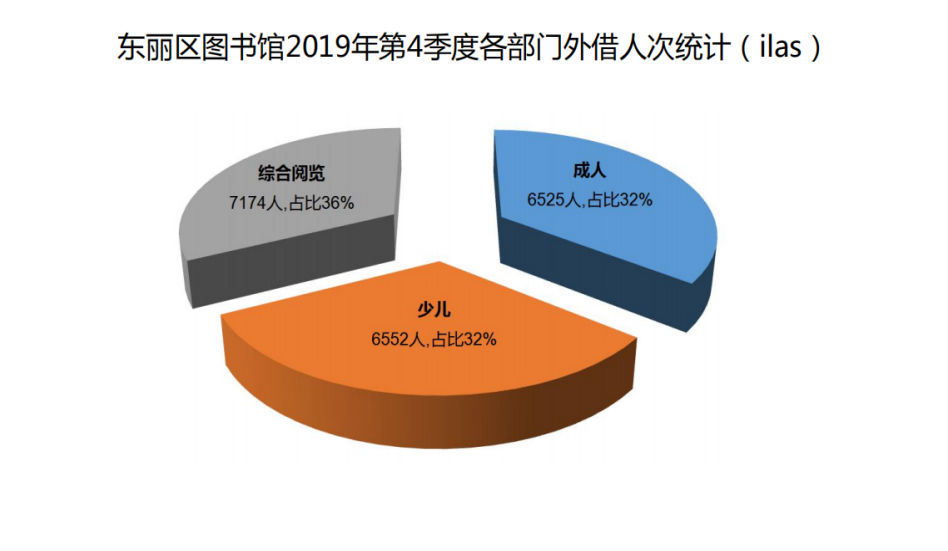 东丽区图书馆2019年第4季度各部门外借人次统计（ilas）
综合阅览
7174人,占比36%
成人
6525人,占比32%
少儿
6552人,占比32%